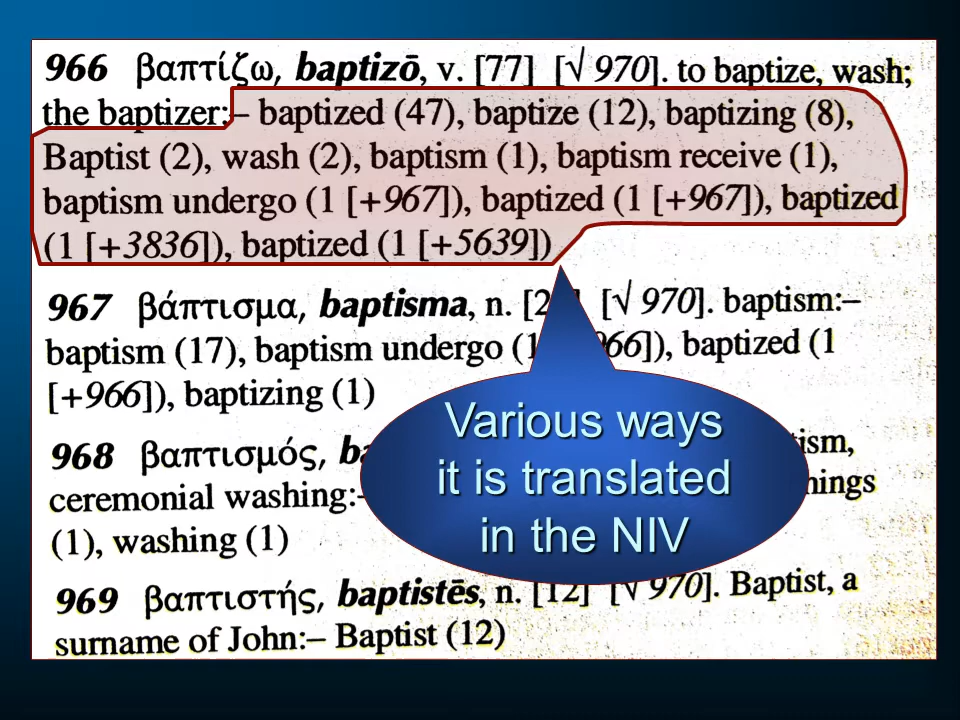 966 βαπτίζω, baptizō, v. [77] [√ 970]. to baptize, wash;
the baptizer:– baptized (47), baptize (12), baptizing (8),
Baptist (2), wash (2), baptism (1), baptism receive (1),
baptism undergo (1 [+967]), baptized (1 [+967]), baptized
(1 [+3836]), baptized (1 [+5639])
967 βάπτισμα, baptisma, n. [2 [√ 970]. baptism:–
baptism (17), baptism undergo (1 66]), baptized (1
[+966]), baptizing (1)
968 βαπτισμός,
ceremonial washing:–
(1), washing (1)
969 βαπτιστής, baptistēs, n. [12] [√ 970]. Baptist, a
surname of John:– Baptist (12)
Various ways
it is translated
in the NIV